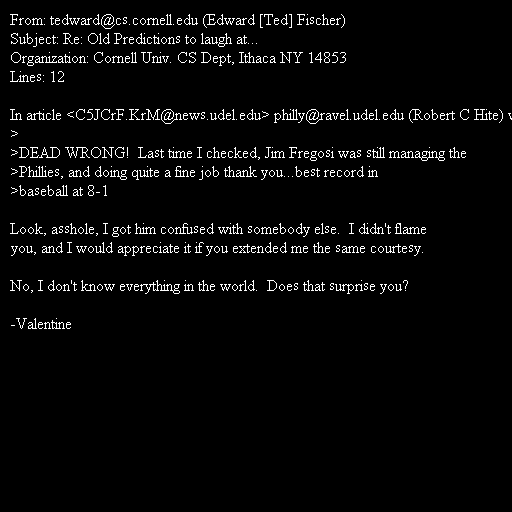 From: tedward@cs.cornell.edu (Edward [Ted] Fischer)
Subject: Re: Old Predictions to laugh at...
Organization: Cornell Univ. CS Dept, Ithaca NY 14853
Lines: 12

In article <C5JCrF.KrM@news.udel.edu> philly@ravel.udel.edu (Robert C Hite)
>
>DEAD WRONG!  Last time I checked, Jim Fregosi was still managing the
>Phillies, and doing quite a fine job thank you...best record in
>baseball at 8-1

Look, asshole, I got him confused with somebody else.  I didn't flame
you, and I would appreciate it if you extended me the same courtesy.

No, I don't know everything in the world.  Does that surprise you?

-Valentine